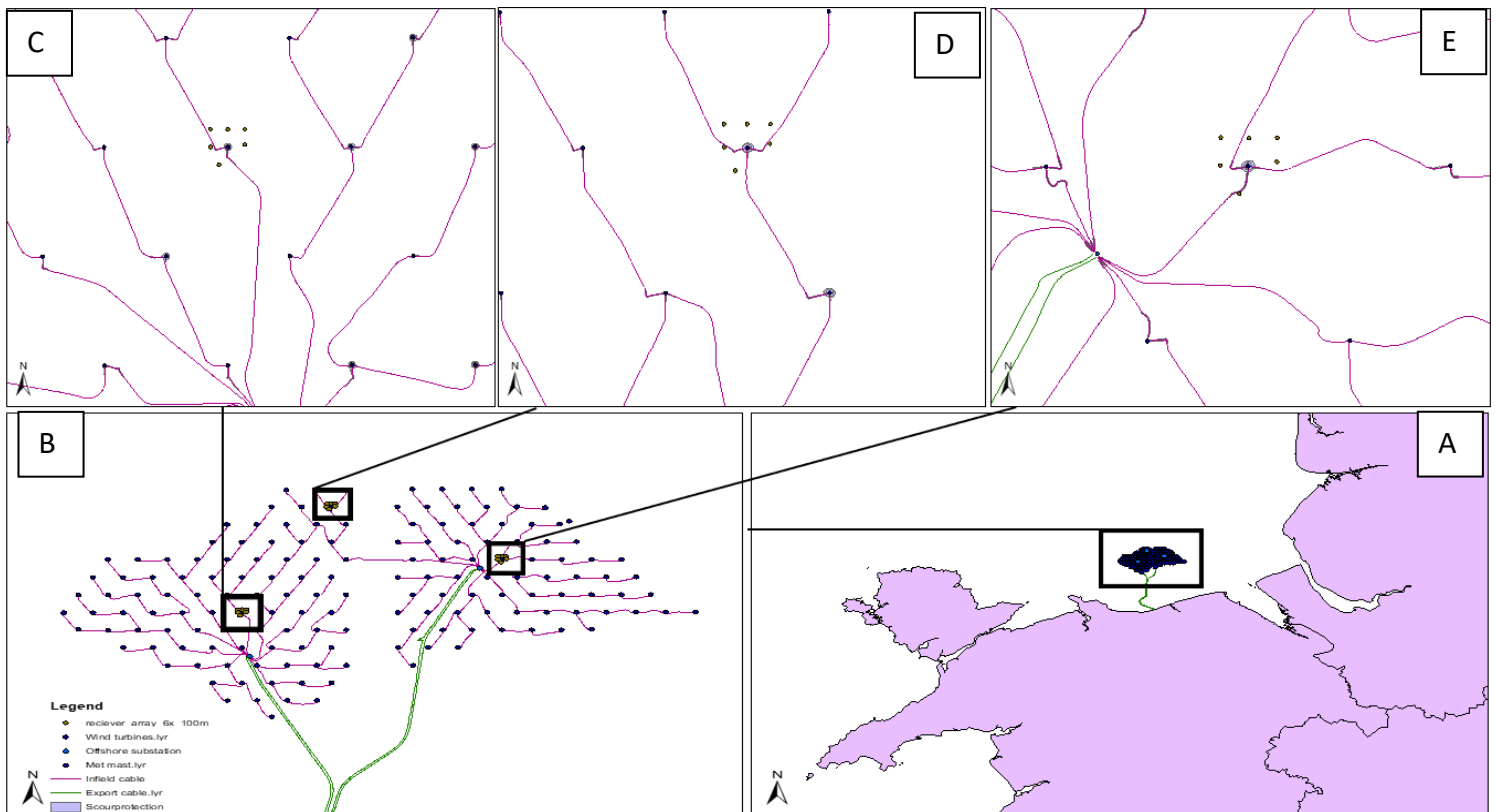 C
D
E
N
N
N
B
A
Legend
reciever array 6x 100m
Wind turbines.lyr
Offshore substation
Met mast.lyr
Infield cable
Export cable.lyr
Scourprotection
N
N